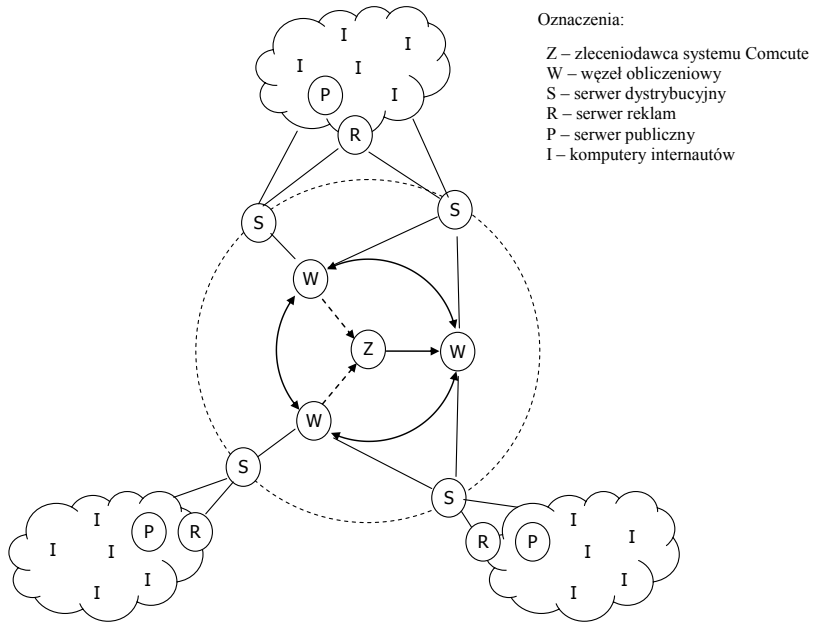 Oznaczenia:
Z – zleceniodawca systemu Comcute
W – węzeł obliczeniowy
S – serwer dystrybucyjny
R – serwer reklam
P – serwer publiczny
I – komputery internautów
I
I
I
I
P
I
R
S
S
W
Z
W
W
S
S
I
P
R
I
I
I
I
R
P
I
I
I
I
I